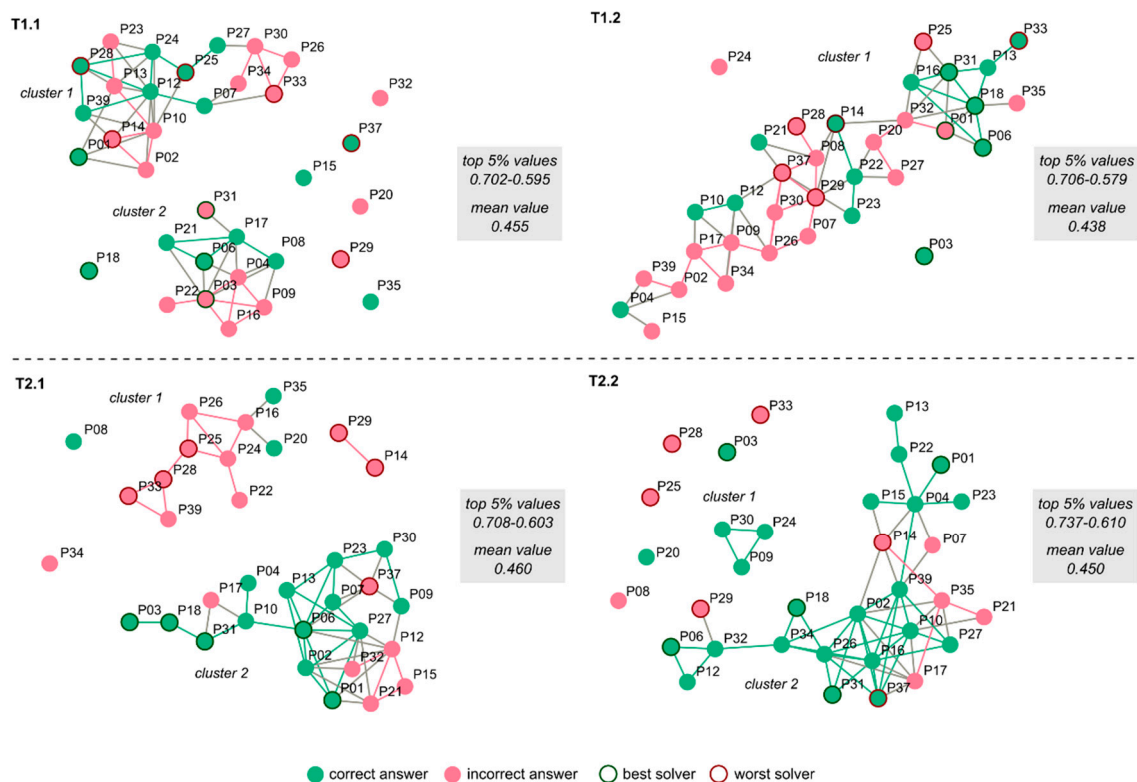 T1.1
P23
P24
P27
P30
P26
P28
P25
P13
P34
P33
P12
cluster 1
P39
P07
P10
P14
P01
P02
P32
P37
P15
P20
P31
cluster 2
P17
P21
P08
P06
P04
P18
P29
P22
P03
P09
P16
P35
top 5% values
0.702-0.595
mean value
0.455
T1.2
P25
P33
cluster 1
P31
P13
P24
P16
P18
P35
P28
P14
P32
P01
P21
P08
P20
P06
P37
P22
P27
P12
P29
P10
P30
P23
P07
P17
P09
P26
P03
P39
P02
P34
P04
P15
top 5% values
0.706-0.579
mean value
0.438
T2.1
cluster 1
P35
P26
P16
P08
P25
P24
P20
P29
P28
P14
P33
P22
P39
P34
P23
P30
P04
P13
P37
P17
P07
P09
P03
P18
P10
P06
P27
P31
P12
P02
P32
cluster 2
P15
P01
P21
top 5% values
0.708-0.603
mean value
0.460
T2.2
P33
P13
P28
P03
P22
P01
P25
cluster 1
P15
P04
P23
P30
P24
P14
P07
P20
P09
P39
P08
P35
P29
P18
P02
P21
P10
P06
P32
P34
P26
P16
P27
P12
P17
cluster 2
P31
P37
top 5% values
0.737-0.610
mean value
0.450
correct answer
incorrect answer
best solver
worst solver